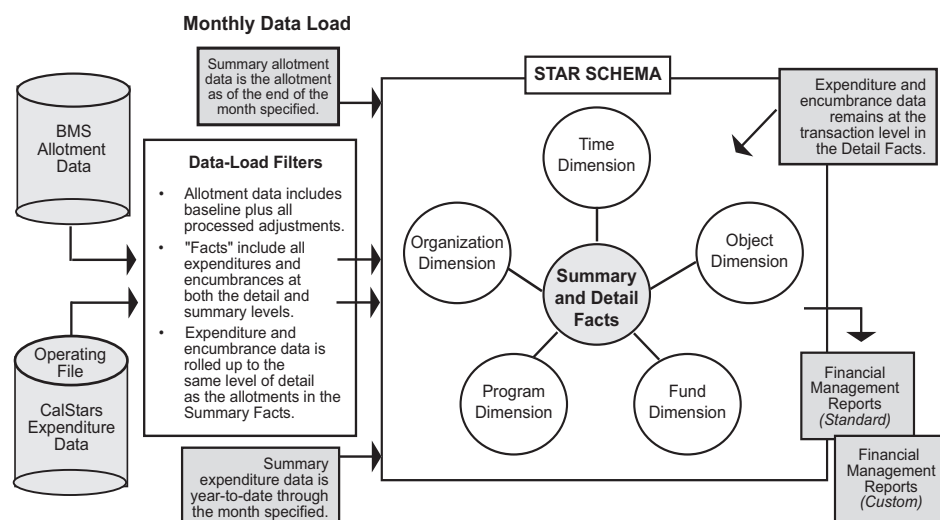 Monthly Data Load
Summary allotment
data is the allotment
as of the end of the
month specified.
BMS
Allotment
Data
Operating
File
CalStars
Expenditure
Data
Data-Load Filters
• Allotment data includes
baseline plus all
processed adjustments.
• "Facts" include all
expenditures and
encumbrances at
both the detail and
summary levels.
• Expenditure and
encumbrance data is
rolled up to the
same level of detail
as the allotments in the
Summary Facts.
Summary
expenditure data is
year-to-date through
the month specified.
STAR SCHEMA
Time
Dimension
Organization
Dimension
Object
Dimension
Summary
and Detail
Facts
Program
Dimension
Fund
Dimension
Expenditure and
encumbrance data
remains at the
transaction level in
the Detail Facts.
Financial
Management
Reports
(Standard)
Financial
Management
Reports
(Custom)